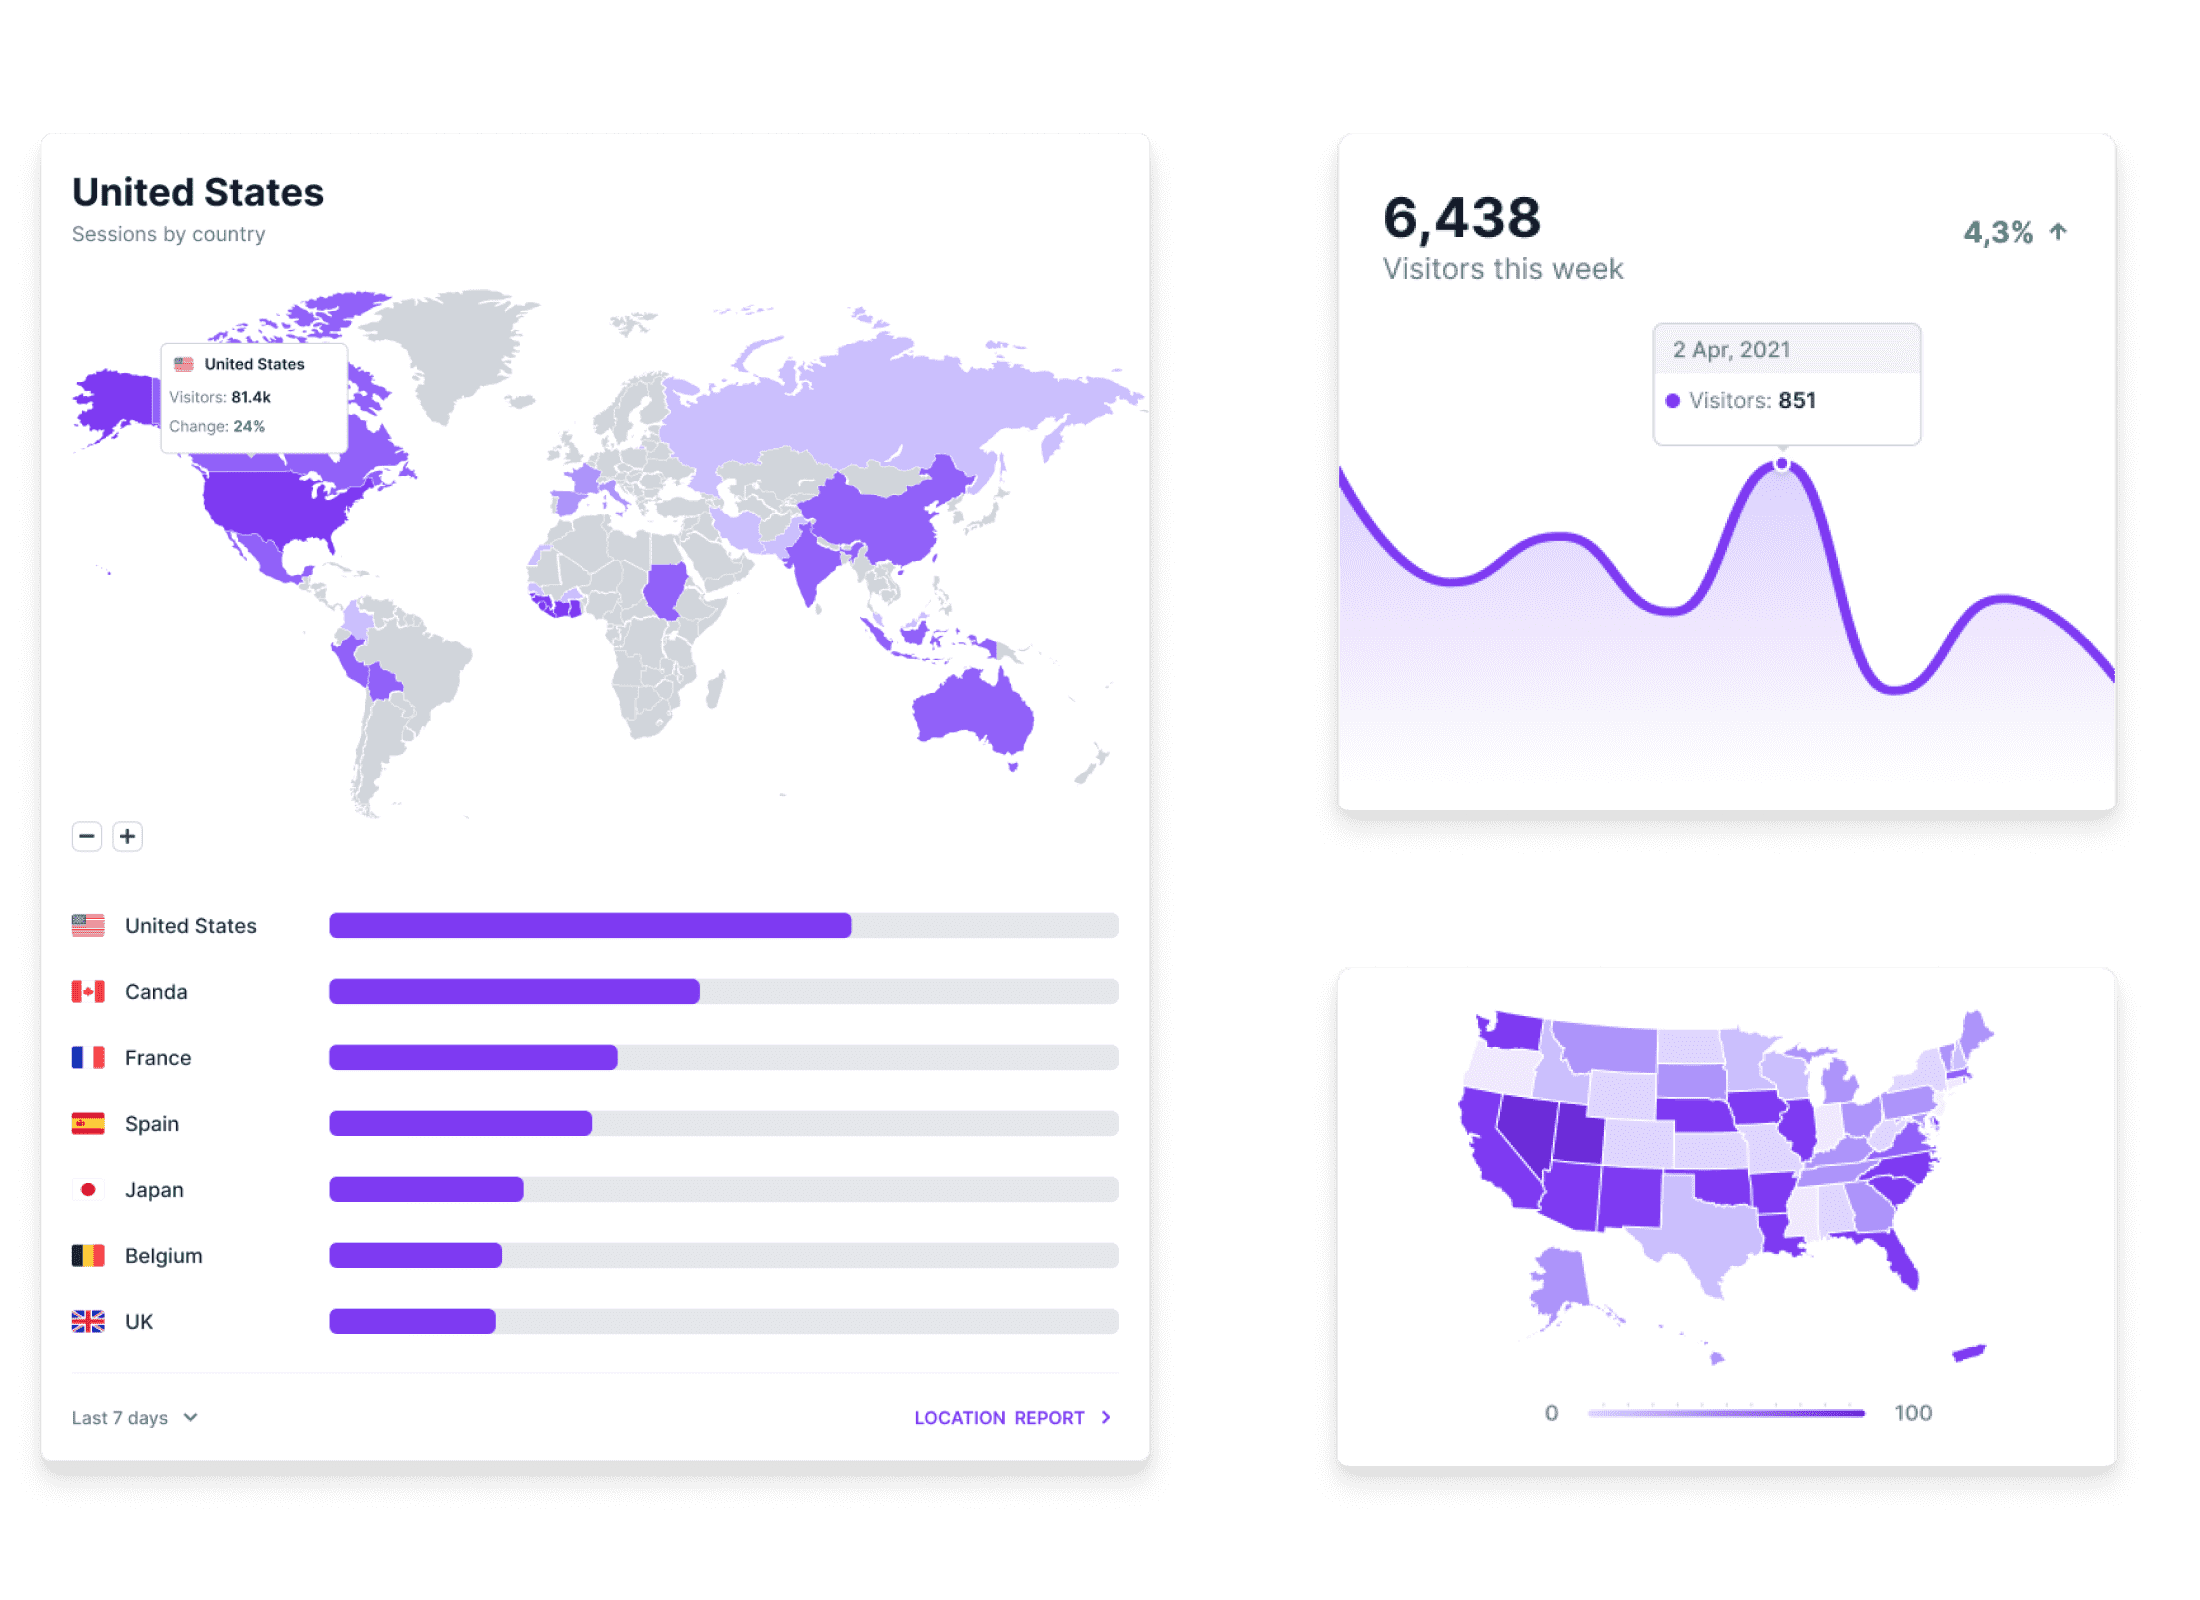 United States
Sessions by country
United States
Visitors: 81.4k
Change: 24%
United States
Canda
France
Spain
Japan
Belgium
UK
Last 7 days
LOCATION REPORT
6,438
4,3%
Visitors this week
2 Apr, 2021
Visitors: 851
0
100